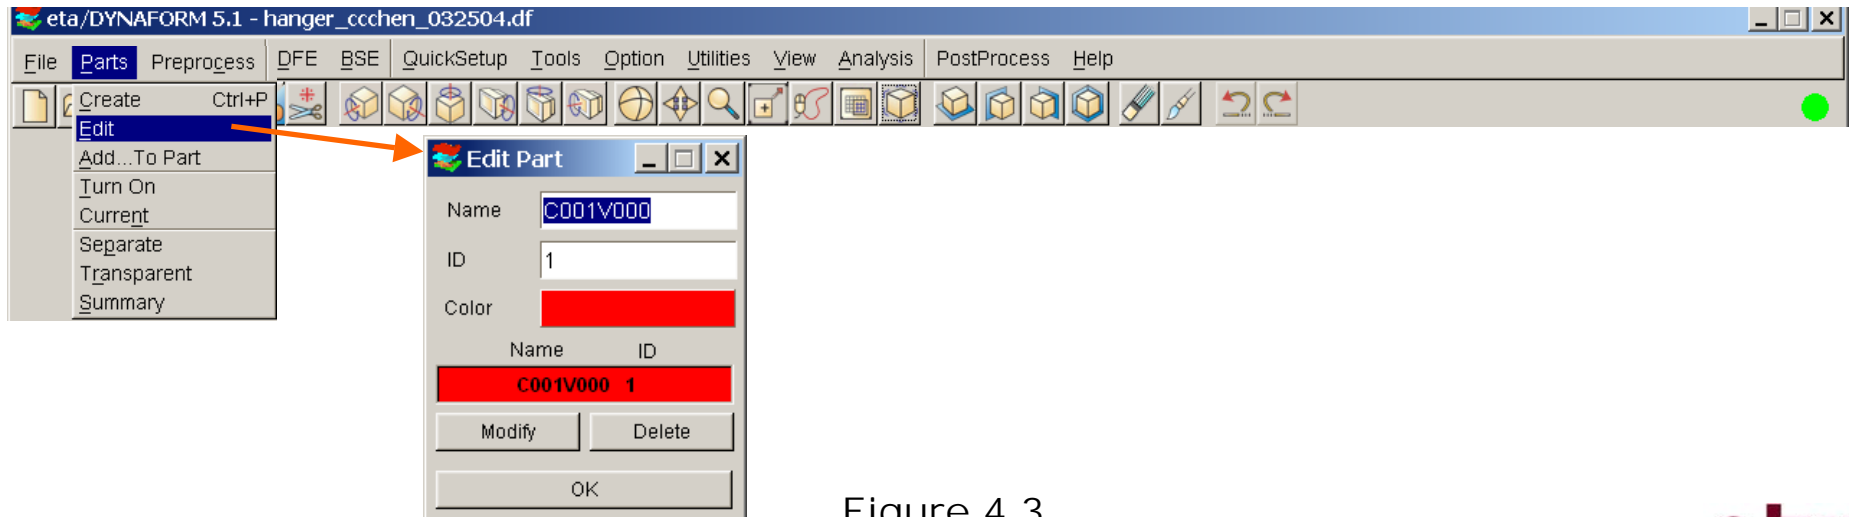 eta/DYNAFORM 5.1 - hanger_ccchen_032504.df
File Parts Preprocess DFE BSE QuickSetup Tools Option Utilities View Analysis PostProcess Help
Create Ctrl+P
Edit
Add...To Part
Turn On
Current
Separate
Transparent
Summary
Edit Part
Name C001V000
ID 1
Color
Name ID
C001V000 1
Modify Delete
OK
Figure 4.3